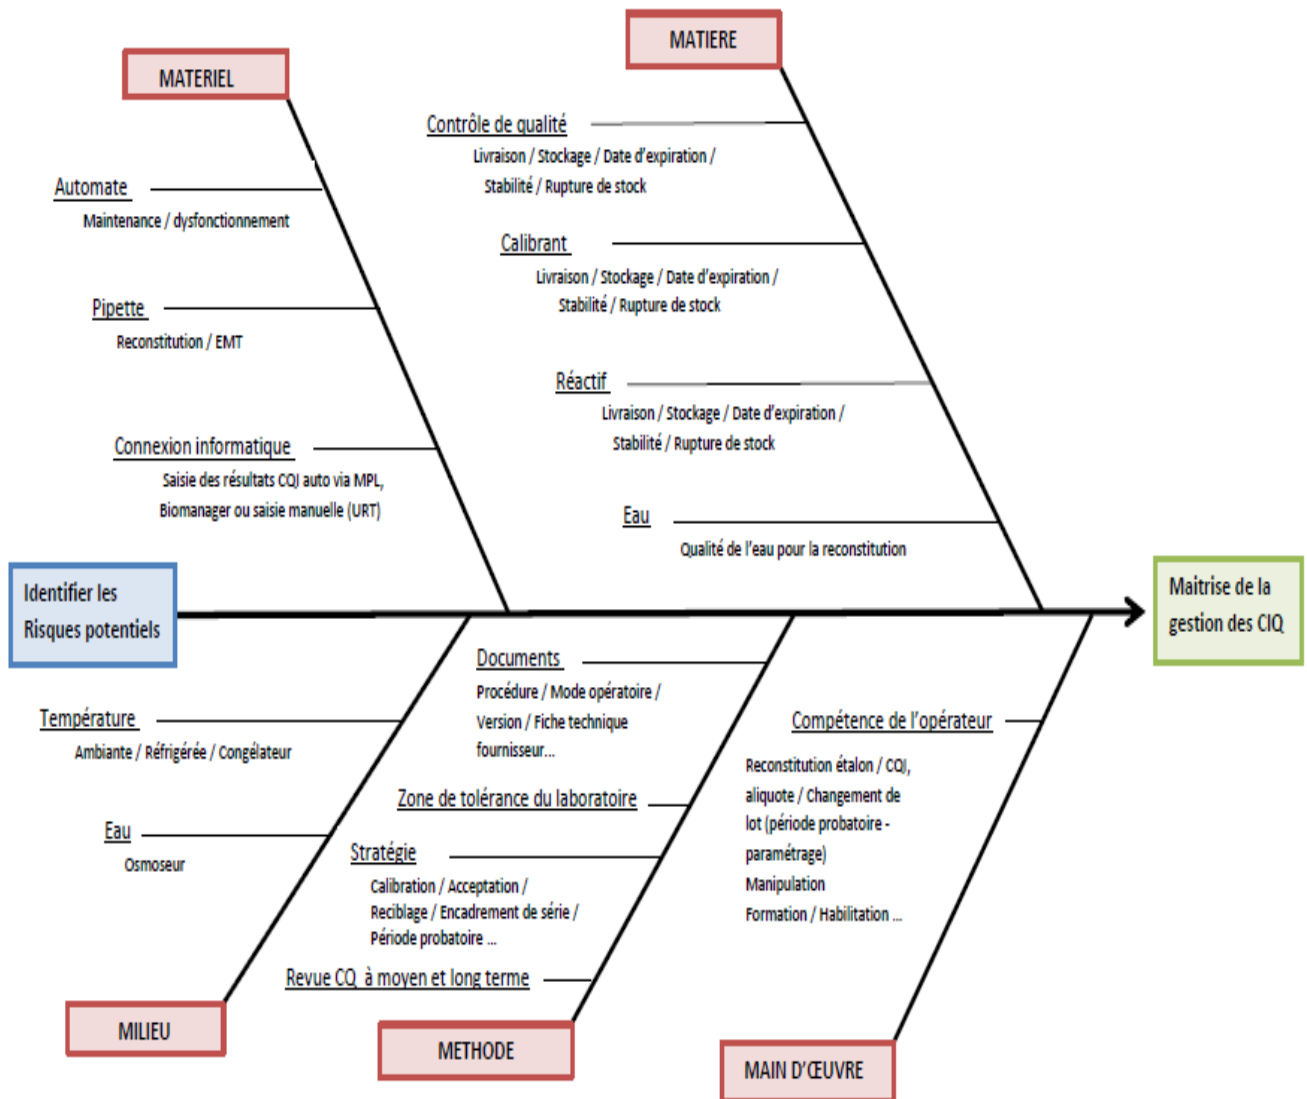 MATERIEL
Automate
Maintenance / dysfonctionnement
Pipette
Reconstitution / EMT
Connexion informatique
Saisie des résultats CQI auto via MPL,
Biomanager ou saisie manuelle (URT)
MATIERE
Contrôle de qualité
Livraison / Stockage / Date d'expiration /
Stabilité / Rupture de stock
Calibrant
Livraison / Stockage / Date d'expiration /
Stabilité / Rupture de stock
Réactif
Livraison / Stockage / Date d'expiration /
Stabilité / Rupture de stock
Eau
Qualité de l'eau pour la reconstitution
Identifier les
Risques potentiels
Maitrise de la
gestion des CIQ
Température
Ambiante / Réfrigérée / Congélateur
Eau
Osmoseur
MILIEU
Documents
Procédure / Mode opératoire /
Version / Fiche technique
fournisseur...
Zone de tolérance du laboratoire
Stratégie
Calibration / Acceptation /
Reciblage / Encadrement de série /
Période probatoire ...
Revue CQ à moyen et long terme
METHODE
Compétence de l'opérateur
Reconstitution étalon / CQI,
aliquote / Changement de
lot (période probatoire -
paramétrage)
Manipulation
Formation / Habilitation ...
MAIN D'ŒUVRE